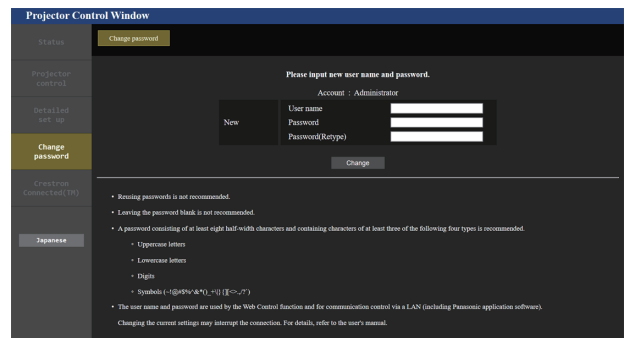 Projector Control Window
Status
Change password
Projector
control
Detailed
set up
Change
password
Crestron
Connected(TM)
Japanese
Please input new user name and password.
Account : Administrator
New
User name
Password
Password(Retype)
Change
• Reusing passwords is not recommended.
• Leaving the password blank is not recommended.
• A password consisting of at least eight half-width characters and containing characters of at least three of the following four types is recommended.
◦ Uppercase letters
◦ Lowercase letters
◦ Digits
◦ Symbols (~!@#$%^&*()_+\|} {][<>.,/?`)
• The user name and password are used by the Web Control function and for communication control via a LAN (including Panasonic application software).
Changing the current settings may interrupt the connection. For details, refer to the user's manual.